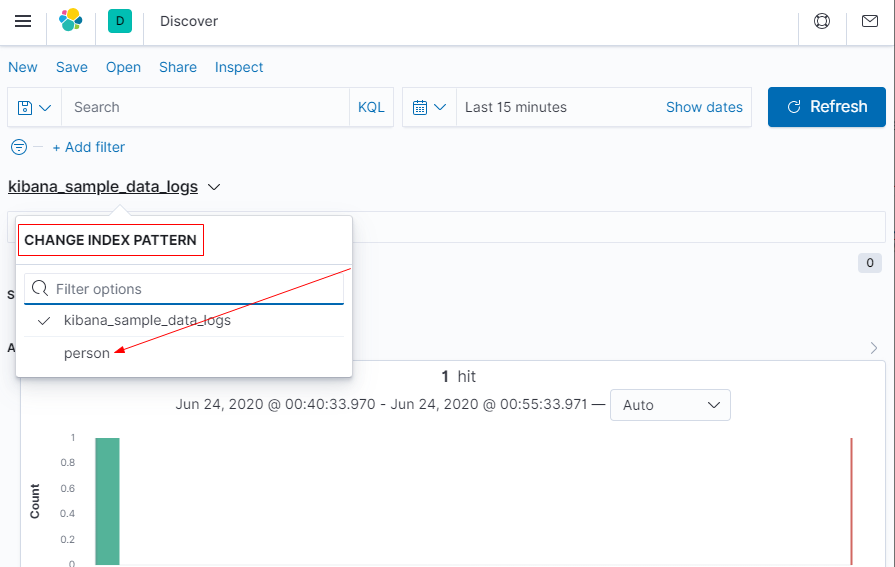 D Discover
New Save Open Share Inspect
Search KQL Last 15 minutes Show dates Refresh
+ Add filter
kibana_sample_data_logs
CHANGE INDEX PATTERN
0
Filter options
S
kibana_sample_data_logs
A
person
1 hit
Jun 24, 2020 @ 00:40:33.970 - Jun 24, 2020 @ 00:55:33.971 — Auto
1
0.8
0.6
0.4
0.2
0
Count